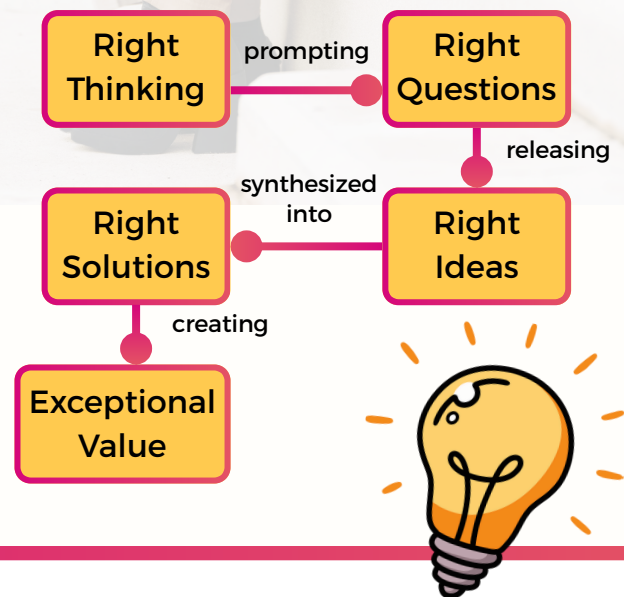 Right
Thinking
prompting
Right
Questions
releasing
Right
Ideas
synthesized
into
Right
Solutions
creating
Exceptional
Value